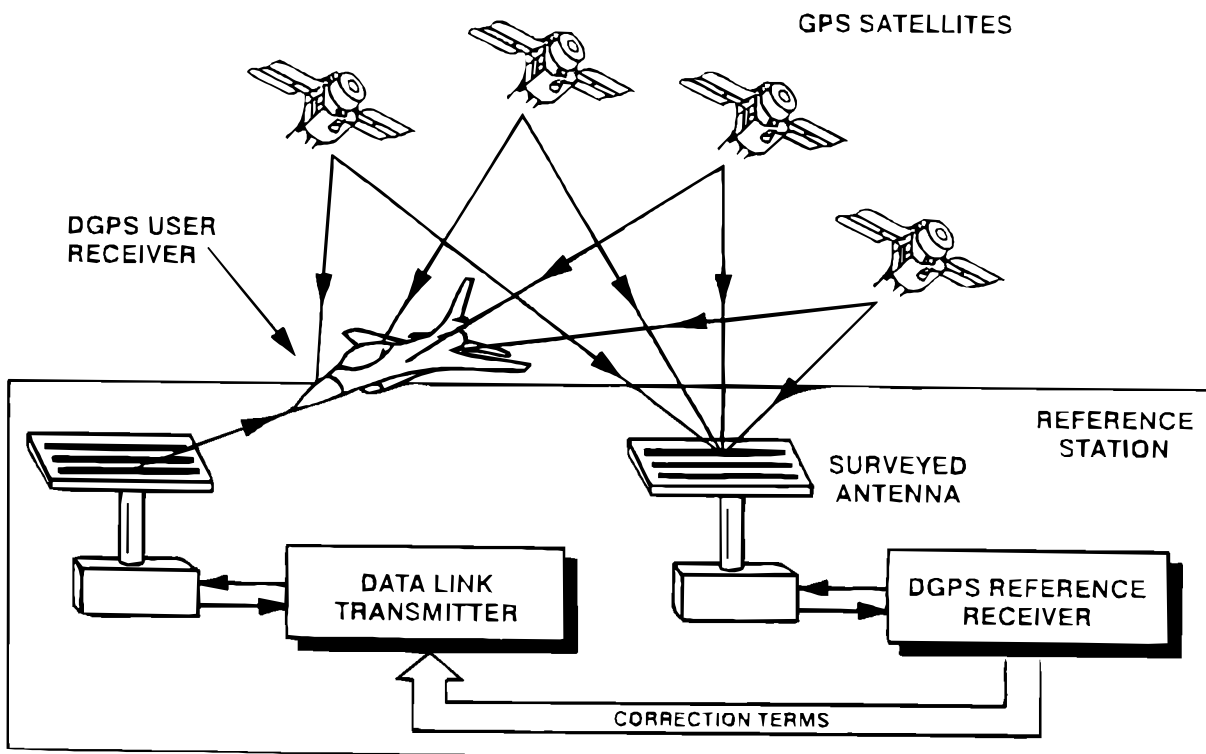 GPS SATELLITES
DGPS USER
RECEIVER
REFERENCE
STATION
SURVEYED
ANTENNA
DATA LINK
TRANSMITTER
DGPS REFERENCE
RECEIVER
CORRECTION TERMS